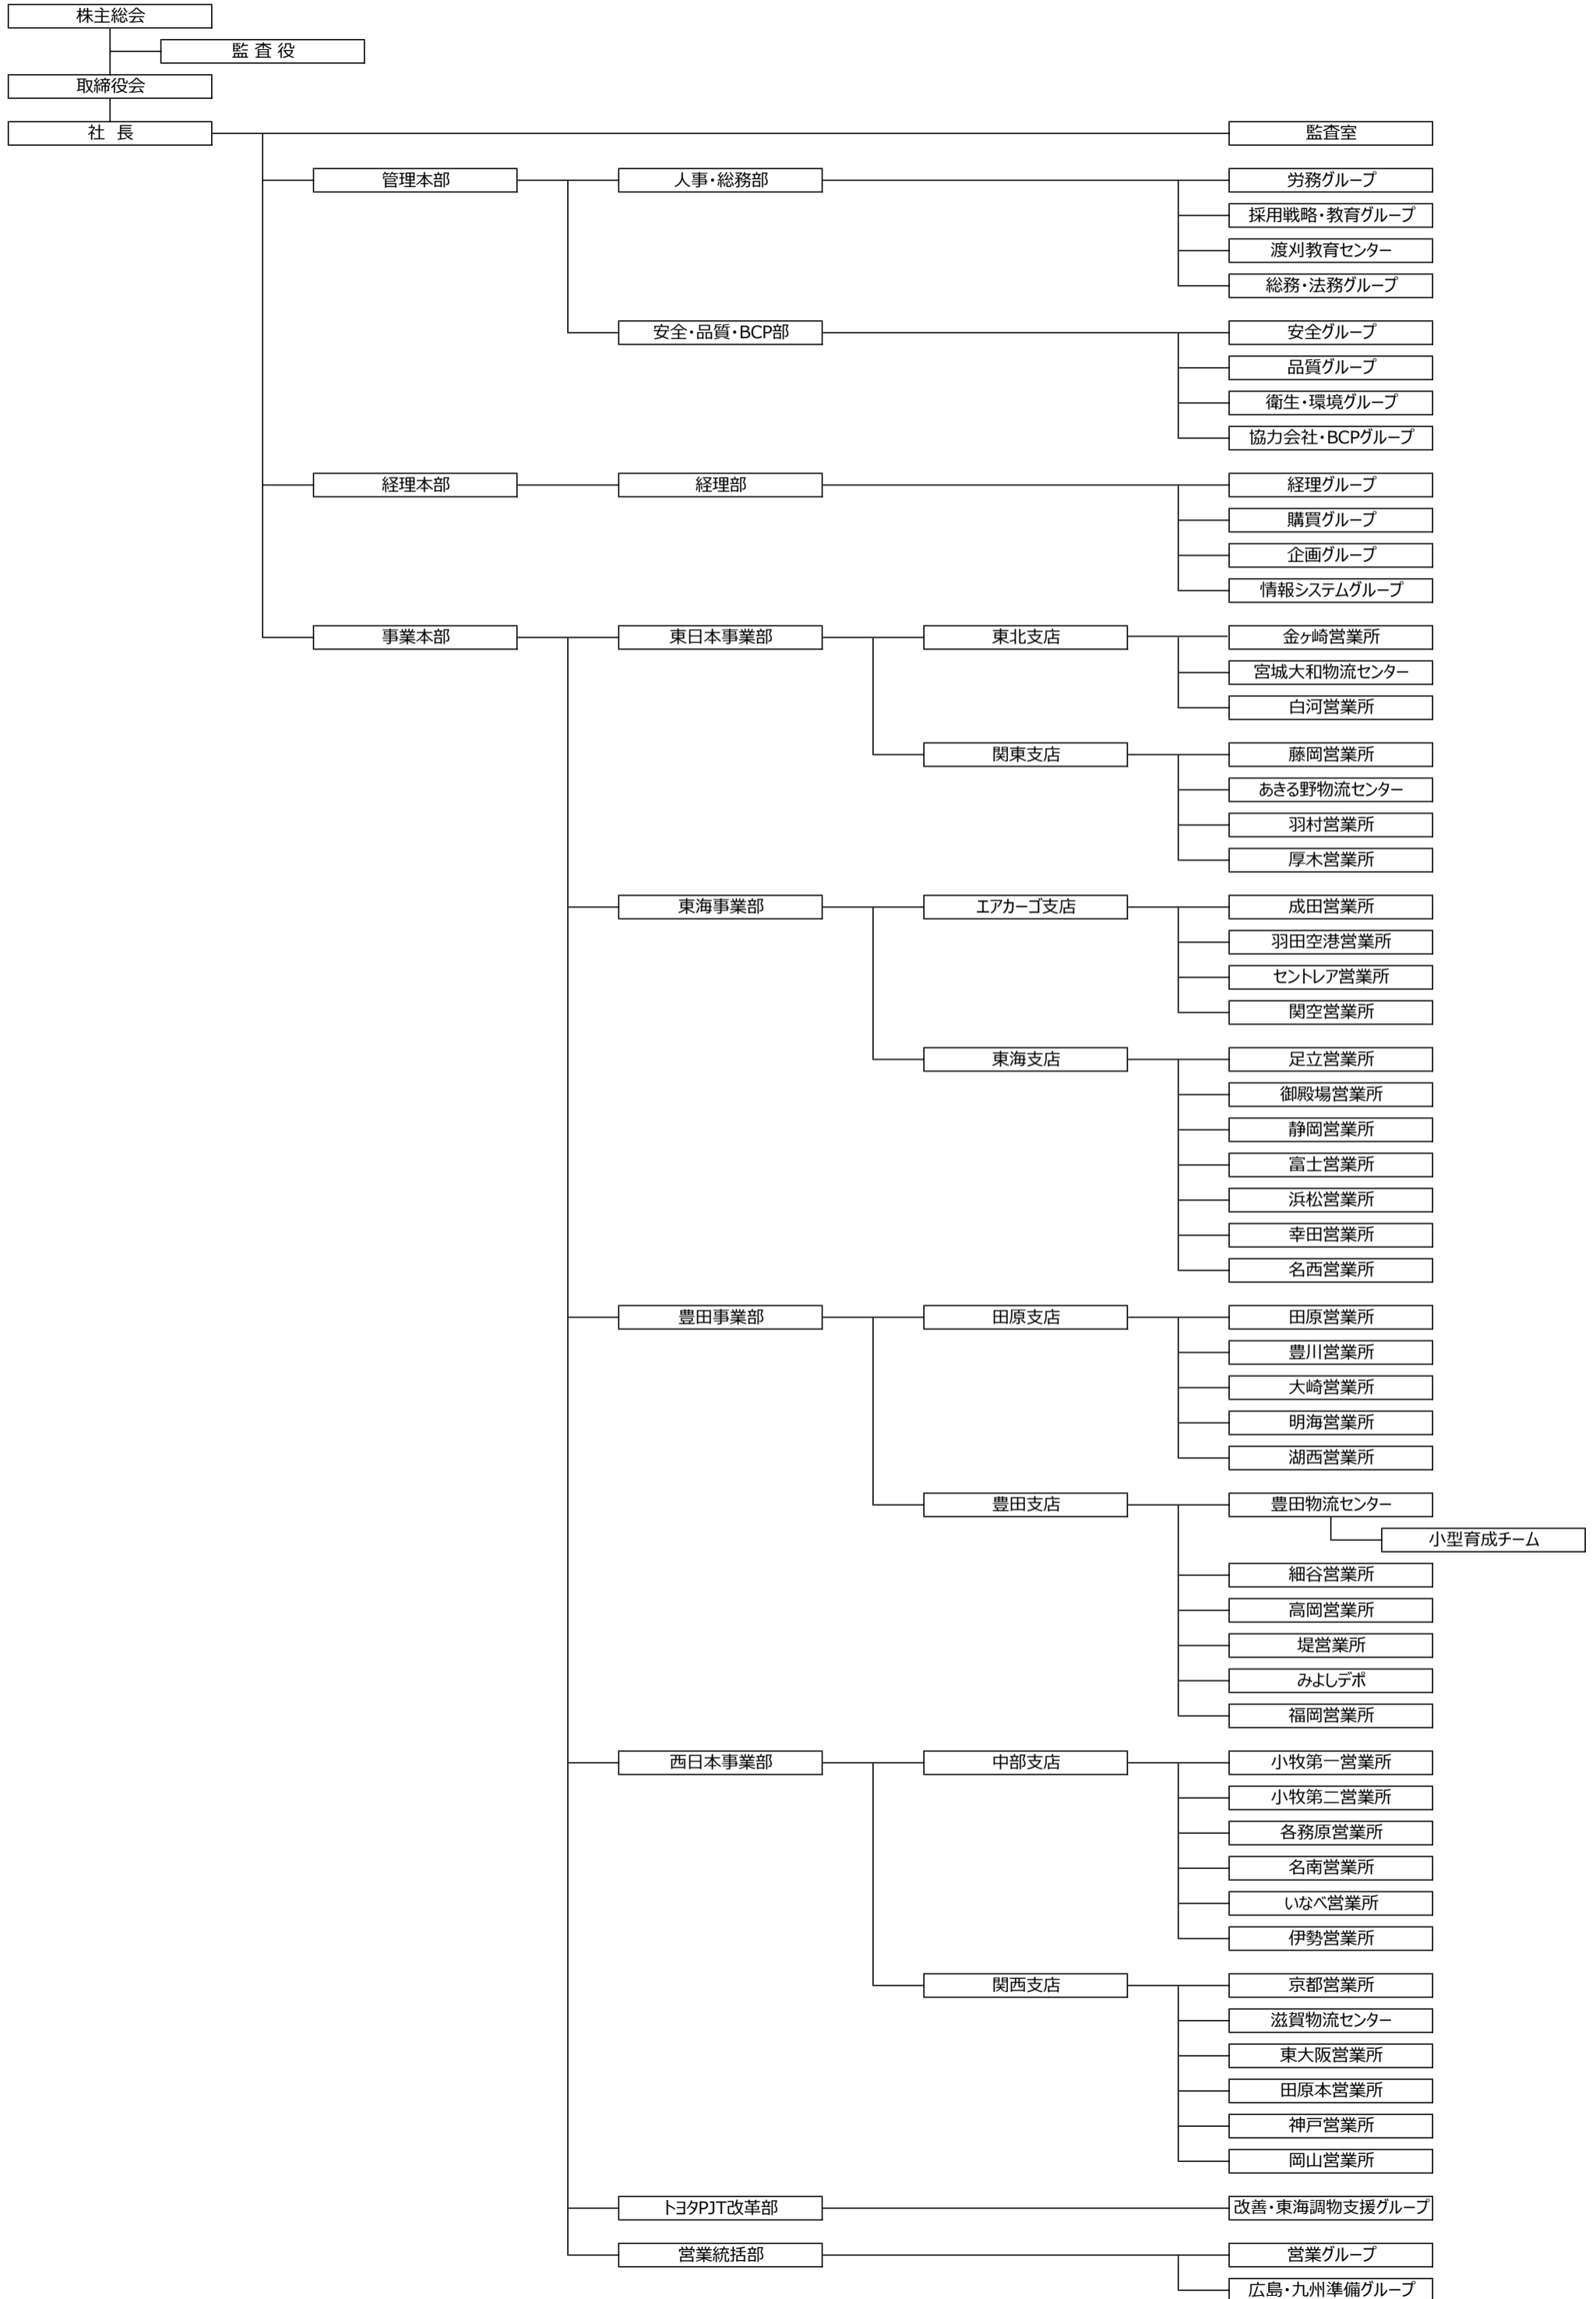 株主総会
監 査 役
取締役会
社 長
監査室
管理本部
人事・総務部
労務グループ
採用戦略・教育グループ
渡刈教育センター
総務・法務グループ
安全・品質・BCP部
安全グループ
品質グループ
衛生・環境グループ
協力会社・BCPグループ
経理本部
経理部
経理グループ
購買グループ
企画グループ
情報システムグループ
事業本部
東日本事業部
東北支店
金ヶ崎営業所
宮城大和物流センター
白河営業所
関東支店
藤岡営業所
あきる野物流センター
羽村営業所
厚木営業所
東海事業部
エアカーゴ支店
成田営業所
羽田空港営業所
セントレア営業所
関空営業所
東海支店
足立営業所
御殿場営業所
静岡営業所
富士営業所
浜松営業所
幸田営業所
名西営業所
豊田事業部
田原支店
田原営業所
豊川営業所
大崎営業所
明海営業所
湖西営業所
豊田支店
豊田物流センター
小型育成チーム
細谷営業所
高岡営業所
堤営業所
みよしデポ
福岡営業所
西日本事業部
中部支店
小牧第一営業所
小牧第二営業所
各務原営業所
名南営業所
いなべ営業所
伊勢営業所
関西支店
京都営業所
滋賀物流センター
東大阪営業所
田原本営業所
神戸営業所
岡山営業所
トヨタPJT改革部
改善・東海調物支援グループ
営業統括部
営業グループ
広島・九州準備グループ